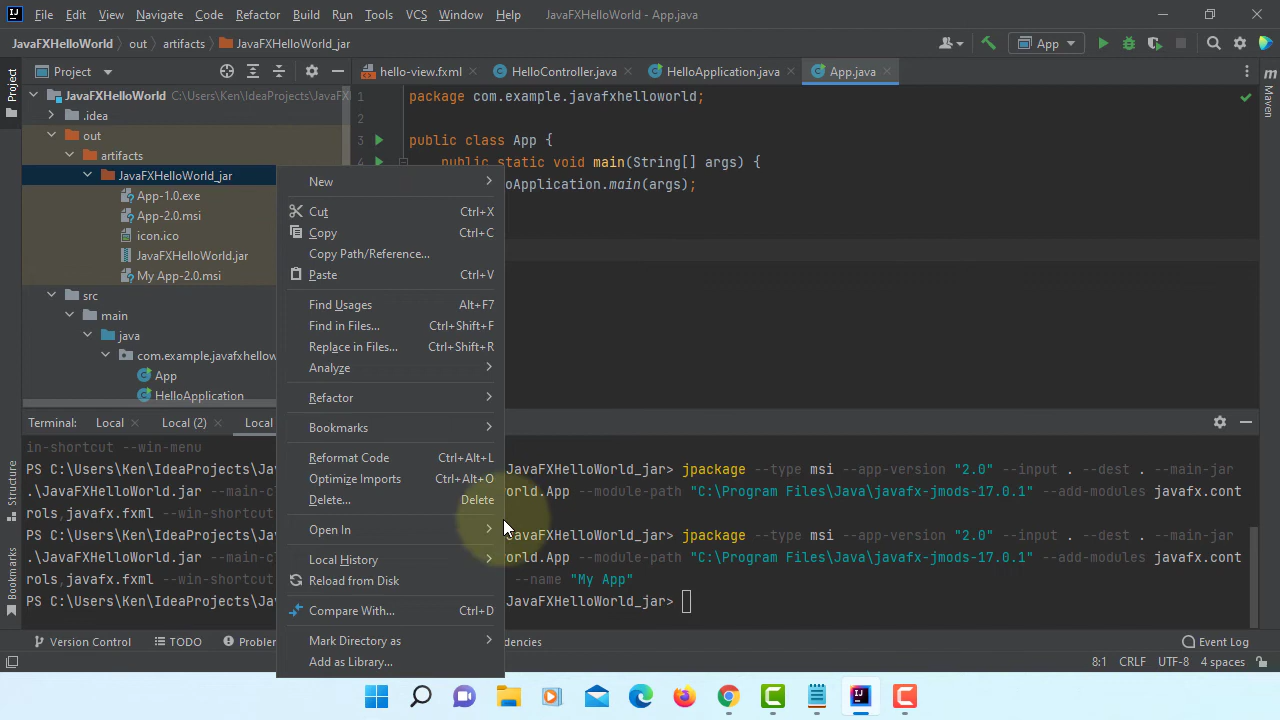 File Edit View Navigate Code Refactor Build Run Tools VCS Window Help JavaFXHelloWorld - App.java
JavaFXHelloWorld out artifacts JavaFXHelloWorld_jar App
Project hello-view.fxml HelloController.java HelloApplication.java App.java
Project
Maven
JavaFXHelloWorld C:\Users\Ken\IdeaProjects\JavaFX
.idea
out
artifacts
JavaFXHelloWorld_jar
App-1.0.exe
App-2.0.msi
icon.ico
JavaFXHelloWorld.jar
My App-2.0.msi
src
main
java
com.example.javafxhellow
App
HelloApplication
1 package com.example.javafxhelloworld;
2
3 public class App {
4 public static void main(String[] args) {
oApplication.main(args);
New
Cut Ctrl+X
Copy Ctrl+C
Copy Path/Reference...
Paste Ctrl+V
Find Usages Alt+F7
Find in Files... Ctrl+Shift+F
Replace in Files... Ctrl+Shift+R
Analyze
Refactor
Bookmarks
Reformat Code Ctrl+Alt+L
Optimize Imports Ctrl+Alt+O
Delete... Delete
Open In
Local History
Reload from Disk
Compare With... Ctrl+D
Mark Directory as
Add as Library...
Terminal: Local Local (2) Local
in-shortcut --win-menu
PS C:\Users\Ken\IdeaProjects\Jav JavaFXHelloWorld_jar> jpackage --type msi --app-version "2.0" --input . --dest . --main-jar
.\JavaFXHelloWorld.jar --main-cl world.App --module-path "C:\Program Files\Java\javafx-jmods-17.0.1" --add-modules javafx.cont
rols,javafx.fxml --win-shortcut
PS C:\Users\Ken\IdeaProjects\Jav JavaFXHelloWorld_jar> jpackage --type msi --app-version "2.0" --input . --dest . --main-jar
.\JavaFXHelloWorld.jar --main-cl world.App --module-path "C:\Program Files\Java\javafx-jmods-17.0.1" --add-modules javafx.cont
rols,javafx.fxml --win-shortcut --name "My App"
PS C:\Users\Ken\IdeaProjects\Jav JavaFXHelloWorld_jar>
Structure
Bookmarks
Version Control TODO Problem dencies Event Log
8:1 CRLF UTF-8 4 spaces